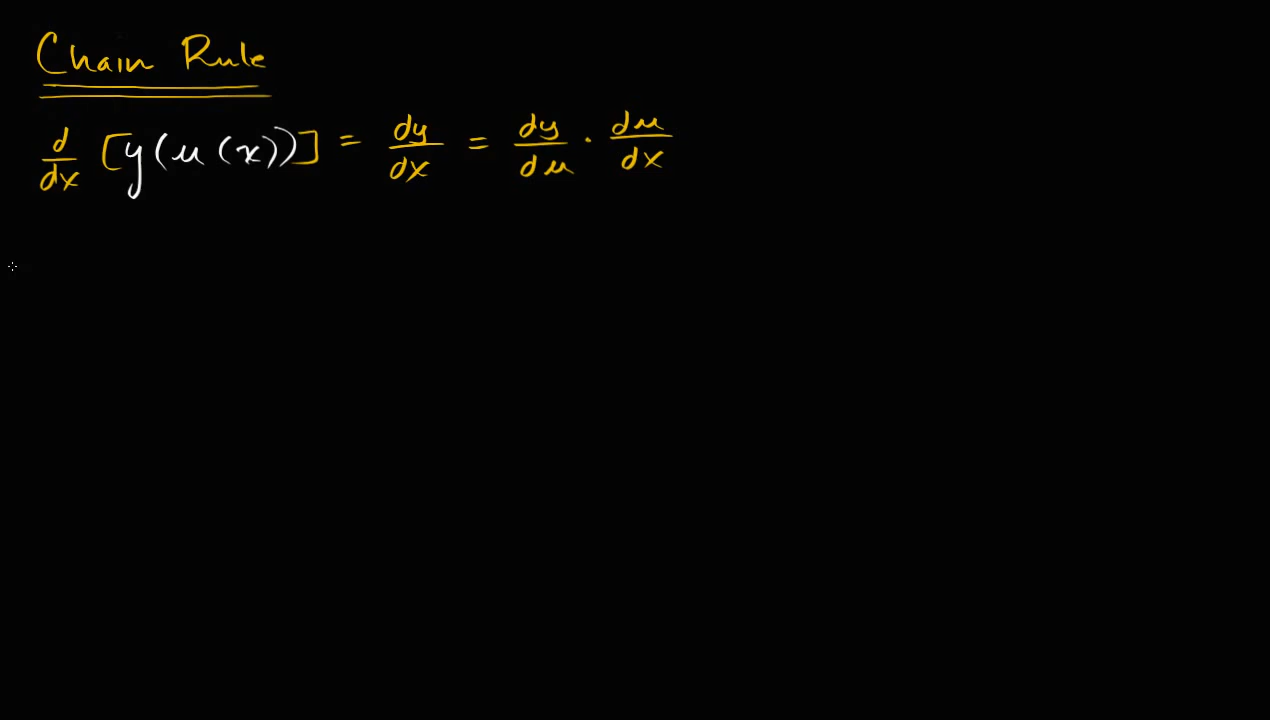 Chain Rule
d/dx [y(u(x))] = dy/dx = dy/du · du/dx